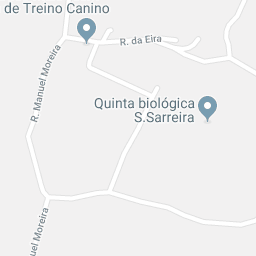 de Treino Canino
R. da Eira
R. Manuel Moreira
Quinta biológica
S.Sarreira
Manuel Moreira